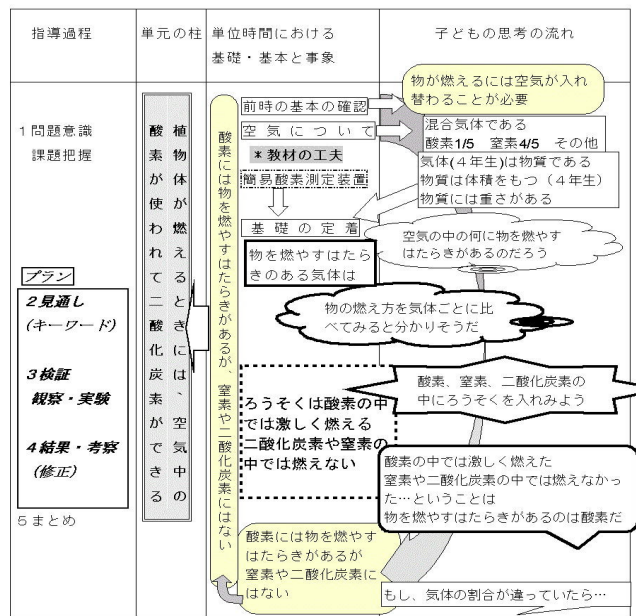 指導過程
単元の柱
単位時間における
基礎・基本と事象
子どもの思考の流れ
1問題意識
課題把握
プラン
2見通し
(キーワード)
3検証
観察・実験
4結果・考察
(修正)
5まとめ
植物体が燃えるときには、空気中の
酸素が使われて二酸化炭素ができる
酸素には物を燃やすはたらきがあるが、窒素や二酸化炭素にはない
前時の基本の確認
空気について
*教材の工夫
簡易酸素測定装置
基礎の定着
物を燃やすはたら
きのある気体は
ろうそくは酸素の中
では激しく燃える
二酸化炭素や窒素の
中では燃えない
酸素には物を燃やす
はたらきがあるが
窒素や二酸化炭素に
はない
物が燃えるには空気が入れ
替わることが必要
混合気体である
酸素1/5 窒素4/5 その他
気体(4年生)は物質である
物質は体積をもつ(4年生)
物質には重さがある
空気の中の何に物を燃やす
はたらきがあるのだろう
物の燃え方を気体ごとに比
べてみると分かりそうだ
酸素、窒素、二酸化炭素の
中にろうそくを入れみよう
酸素の中では激しく燃えた
窒素や二酸化炭素の中では燃えなかっ
た…ということは
物を燃やすはたらきがあるのは酸素だ
もし、気体の割合が違っていたら…